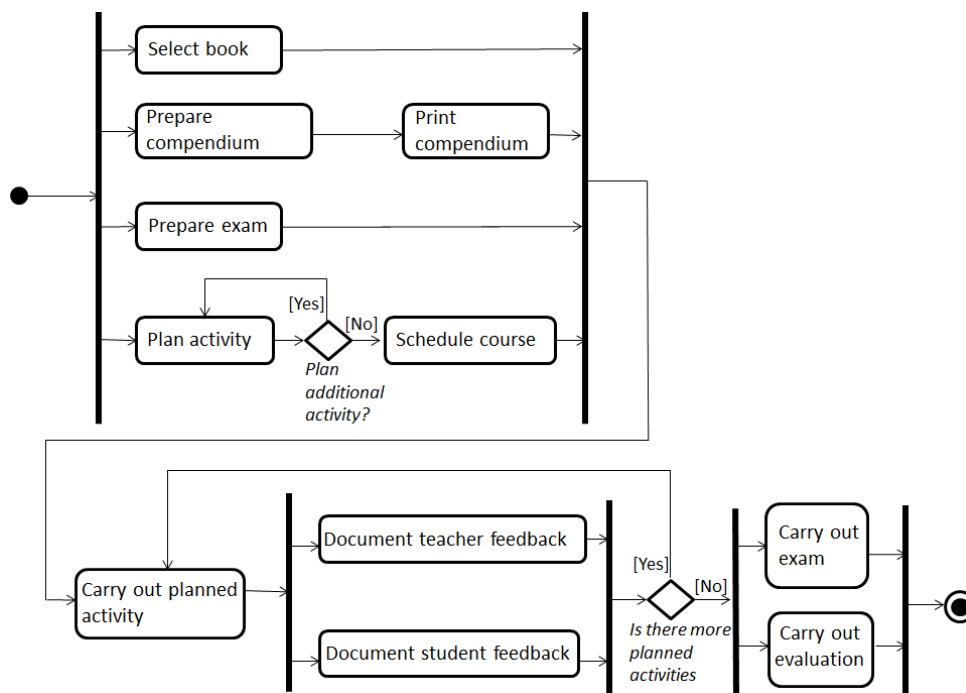 Select book
Prepare
compendium
Print
compendium
Prepare exam
[Yes]
Plan activity
[No]
Schedule course
Plan
additional
activity?
Document teacher feedback
[Yes]
Carry out planned
activity
[No]
Carry out
exam
Is there more
planned
activities
Document student feedback
Carry out
evaluation